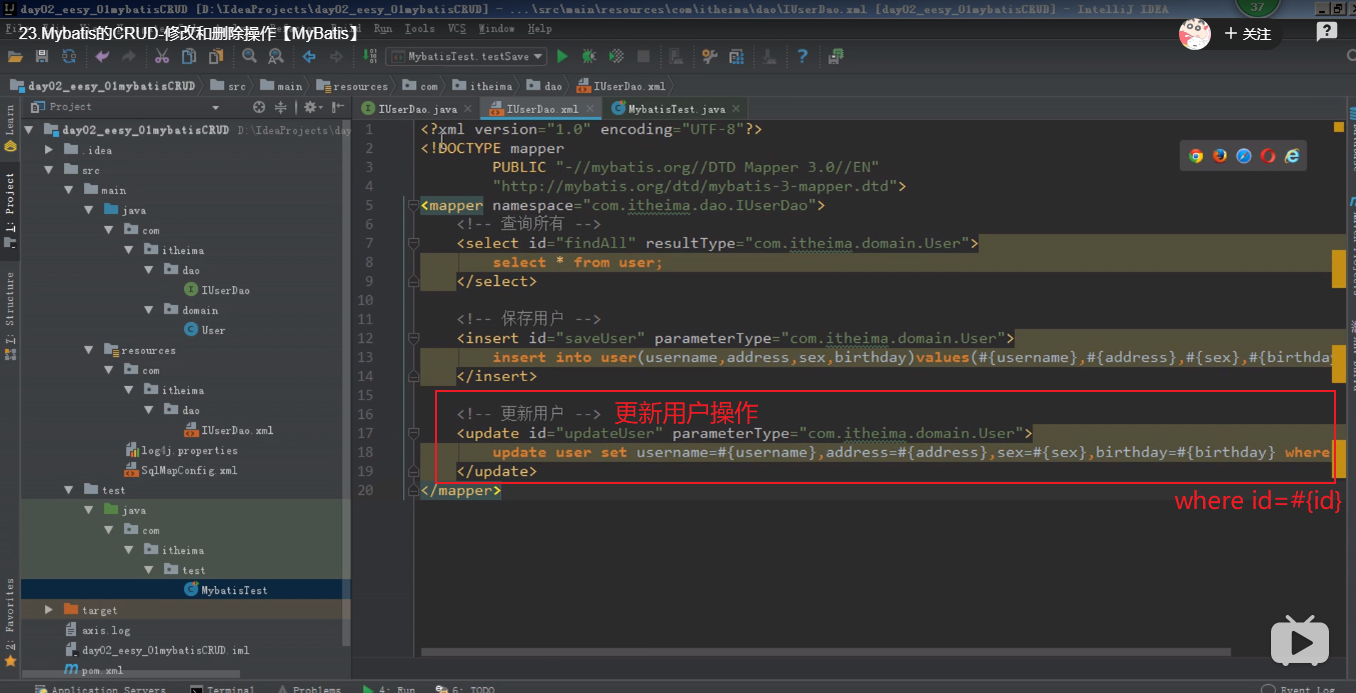 day02_eesy_01mybatisCRUD [D:\IdeaProjects\day02_eesy_01mybatisCRUD] - ...\src\main\resources\com\itheima\dao\IUserDao.xml [day02_eesy_01mybatisCRUD] - IntelliJ IDEA
37
23.Mybatis的CRUD-修改和删除操作【MyBatis】
Run Tools VCS Window Help
+ 关注
MybatisTest.testSave
day02_eesy_01mybatisCRUD src main resources com itheima dao IUserDao.xml
Project
IUserDao.java
IUserDao.xml
MybatisTest.java
Learn
1: Project
7: Structure
2: Favorites
day02_eesy_01mybatisCRUD D:\IdeaProjects\day
.idea
src
main
java
com
itheima
dao
IUserDao
domain
User
resources
com
itheima
dao
IUserDao.xml
log4j.properties
SqlMapConfig.xml
test
java
com
itheima
test
MybatisTest
target
axis.log
day02_eesy_01mybatisCRUD.iml
pom.xml
1 <?xml version="1.0" encoding="UTF-8"?>
2 <!DOCTYPE mapper
3 PUBLIC "-//mybatis.org//DTD Mapper 3.0//EN"
4 "http://mybatis.org/dtd/mybatis-3-mapper.dtd">
5 <mapper namespace="com.itheima.dao.IUserDao">
6 <!-- 查询所有 -->
7 <select id="findAll" resultType="com.itheima.domain.User">
8 select * from user;
9 </select>
10
11 <!-- 保存用户 -->
12 <insert id="saveUser" parameterType="com.itheima.domain.User">
13 insert into user(username,address,sex,birthday)values(#{username},#{address},#{sex},#{birthda
14 </insert>
15
16 <!-- 更新用户 --> 更新用户操作
17 <update id="updateUser" parameterType="com.itheima.domain.User">
18 update user set username=#{username},address=#{address},sex=#{sex},birthday=#{birthday} where
19 </update>
20 </mapper>
where id=#{id}
Application Servers Terminal Problems 4: Run 6: TODO Event Log